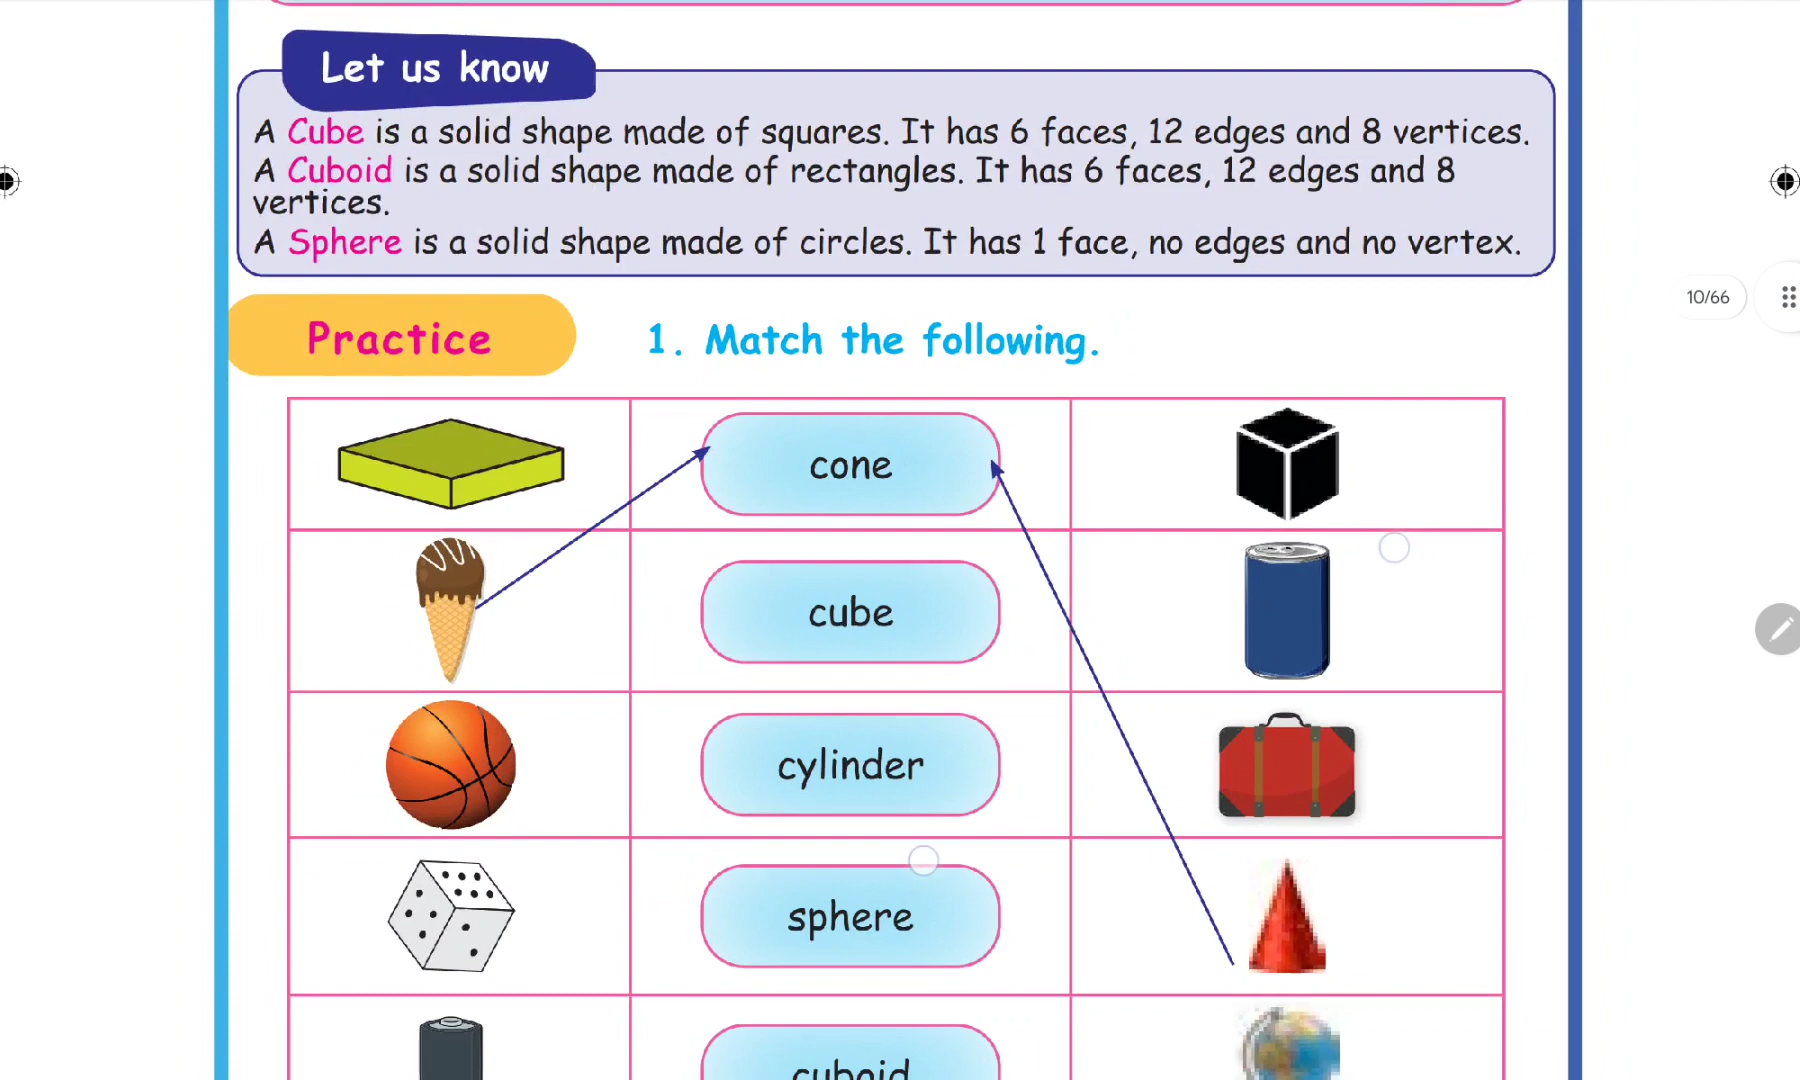 Let us know
A Cube is a solid shape made of squares. It has 6 faces, 12 edges and 8 vertices.
A Cuboid is a solid shape made of rectangles. It has 6 faces, 12 edges and 8
vertices.
A Sphere is a solid shape made of circles. It has 1 face, no edges and no vertex.
10/66
Practice
1. Match the following.
cone
cube
cylinder
sphere
cuboid